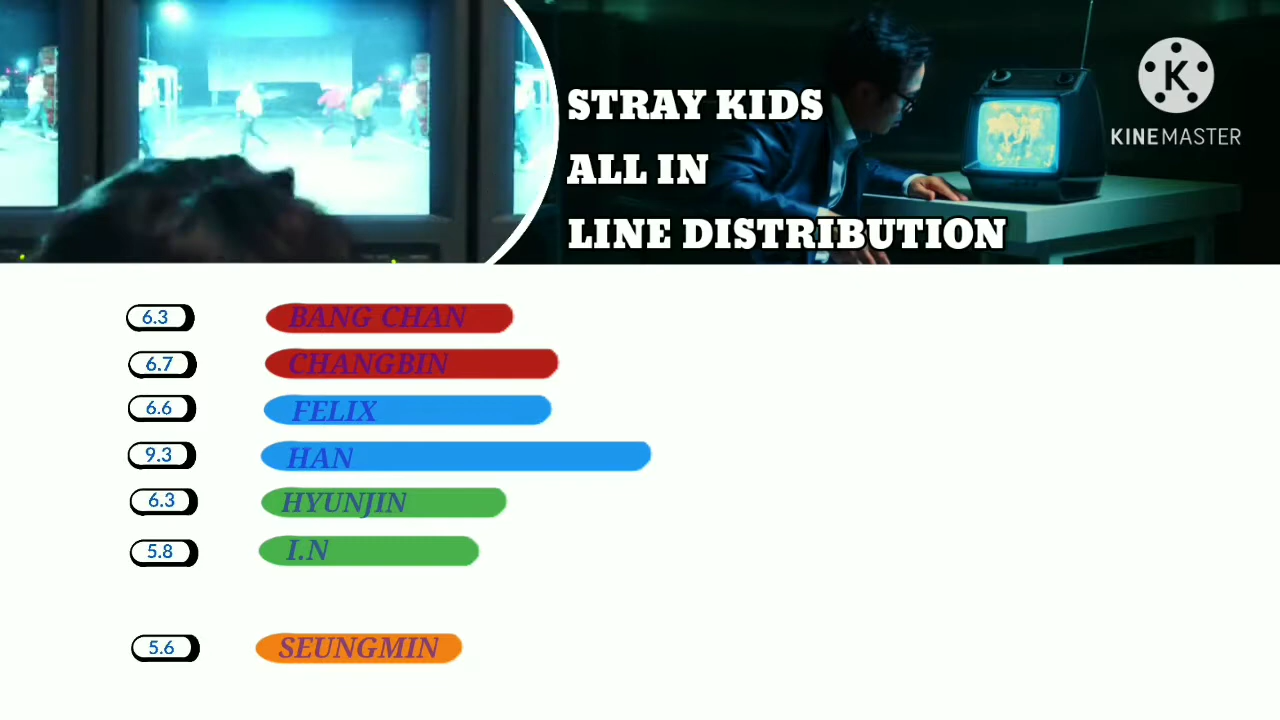 STRAY KIDS
ALL IN
LINE DISTRIBUTION
K
KINEMASTER
6.3 BANG CHAN
6.7 CHANGBIN
6.6 FELIX
9.3 HAN
6.3 HYUNJIN
5.8 I.N
5.6 SEUNGMIN